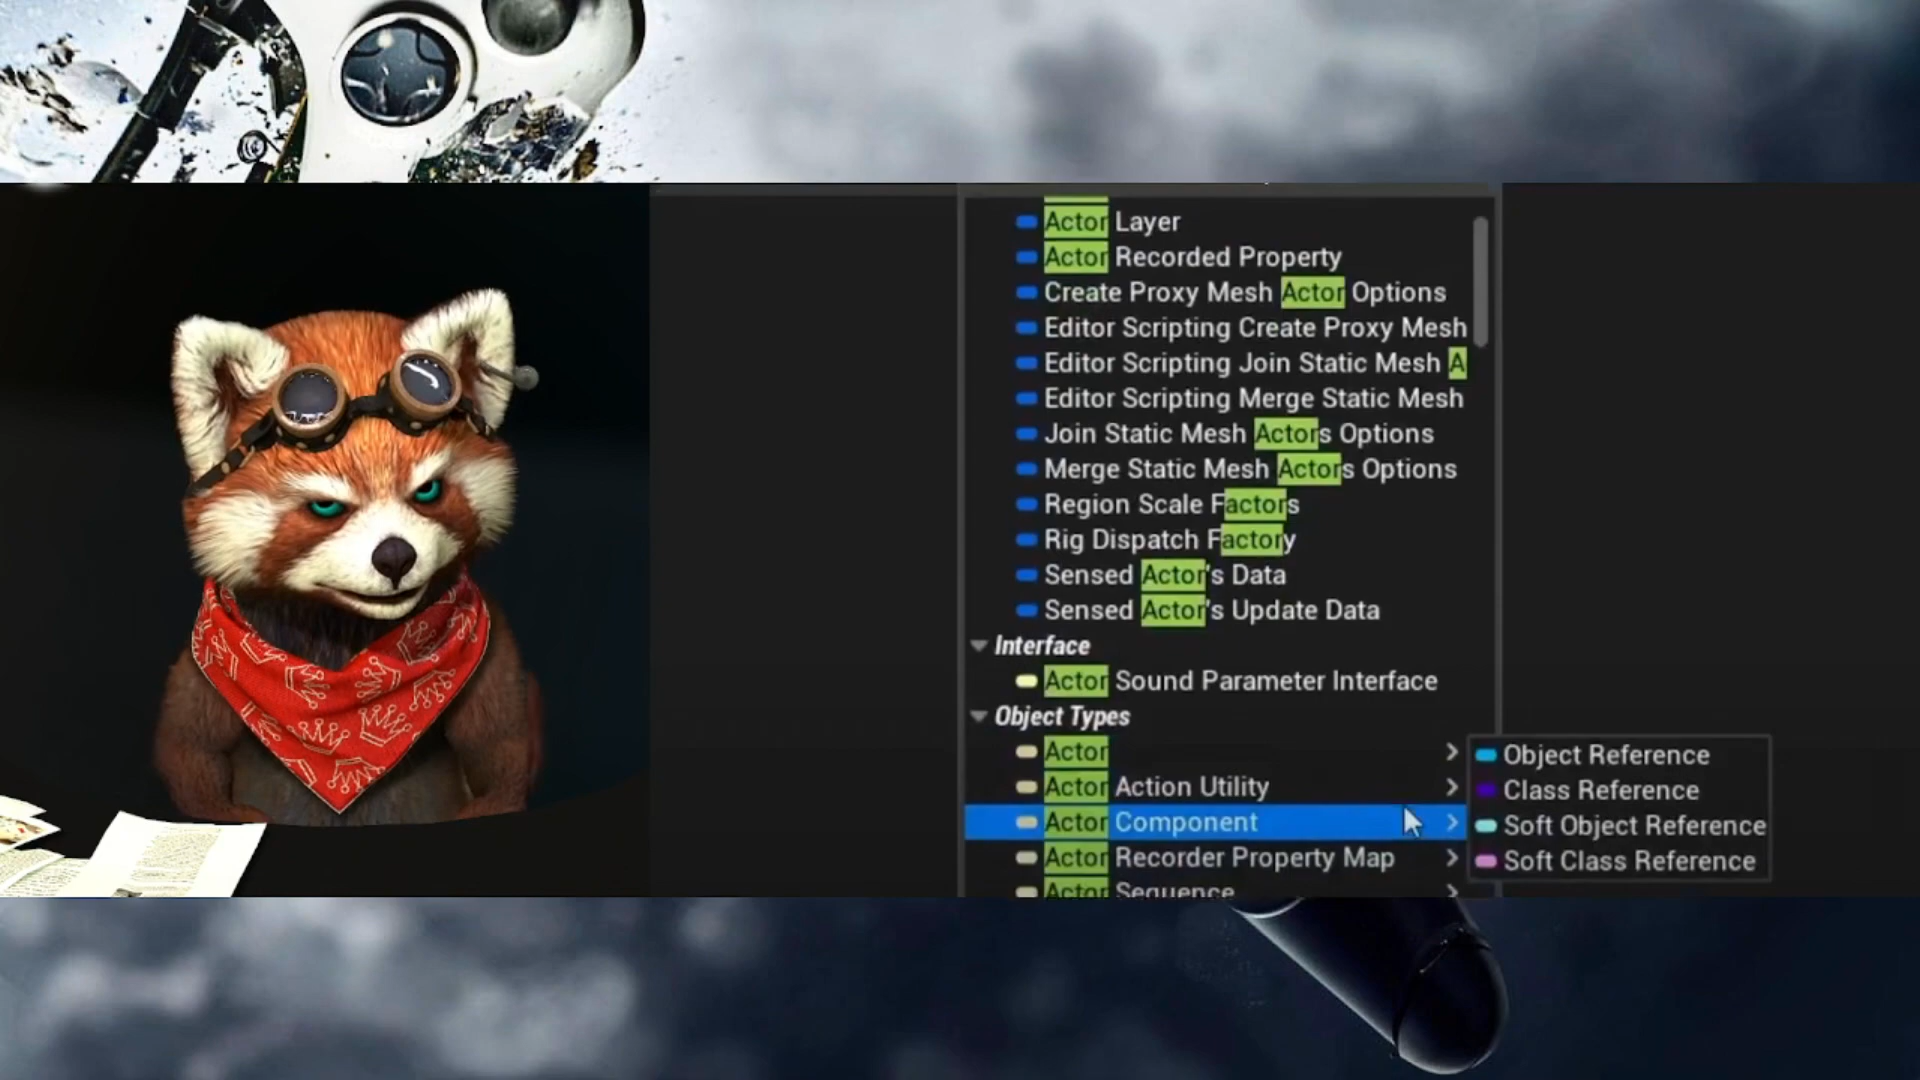 Actor Layer
Actor Recorded Property
Create Proxy Mesh Actor Options
Editor Scripting Create Proxy Mesh
Editor Scripting Join Static Mesh A
Editor Scripting Merge Static Mesh
Join Static Mesh Actors Options
Merge Static Mesh Actors Options
Region Scale Factors
Rig Dispatch Factory
Sensed Actor's Data
Sensed Actor's Update Data
Interface
Actor Sound Parameter Interface
Object Types
Actor
Actor Action Utility
Actor Component
Actor Recorder Property Map
Actor Sequence
Object Reference
Class Reference
Soft Object Reference
Soft Class Reference